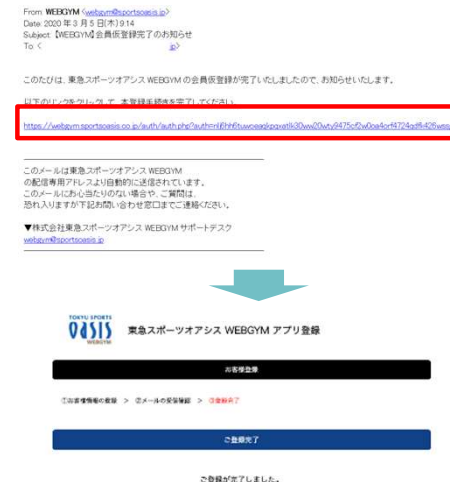 From: WEBGYM <webgym@sportsoasis.jp>
Date: 2020 年 3 月 5 日(木) 9:14
Subject: 【WEBGYM】会員仮登録完了のお知らせ
To: < jp>
このたびは、東急スポーツオアシス WEBGYM の会員仮登録が完了いたしましたので、お知らせいたします。
以下のリンクをクリックして、本登録手続きを完了してください。
https://webgym.sportsoasis.co.jp/auth/auth.php?auth=
このメールは東急スポーツオアシス WEBGYM
の配信専用アドレスより自動的に送信されています。
このメールにお心当たりのない場合や、ご質問は、
恐れ入りますが下記お問い合わせ窓口までご連絡ください。
▼株式会社東急スポーツオアシス WEBGYM サポートデスク
webgym@sportsoasis.jp
TOKYU SPORTS
OASIS
WEBGYM
東急スポーツオアシス WEBGYM アプリ登録
お客様登録
①お客様情報の登録 > ②メールの受信確認 > ③登録完了
ご登録完了
ご登録が完了しました。